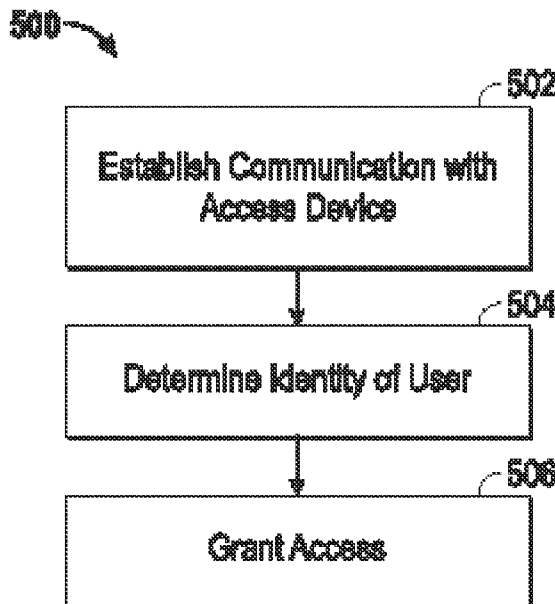 500
502
Establish Communication with
Access Device
504
Determine Identity of User
506
Grant Access